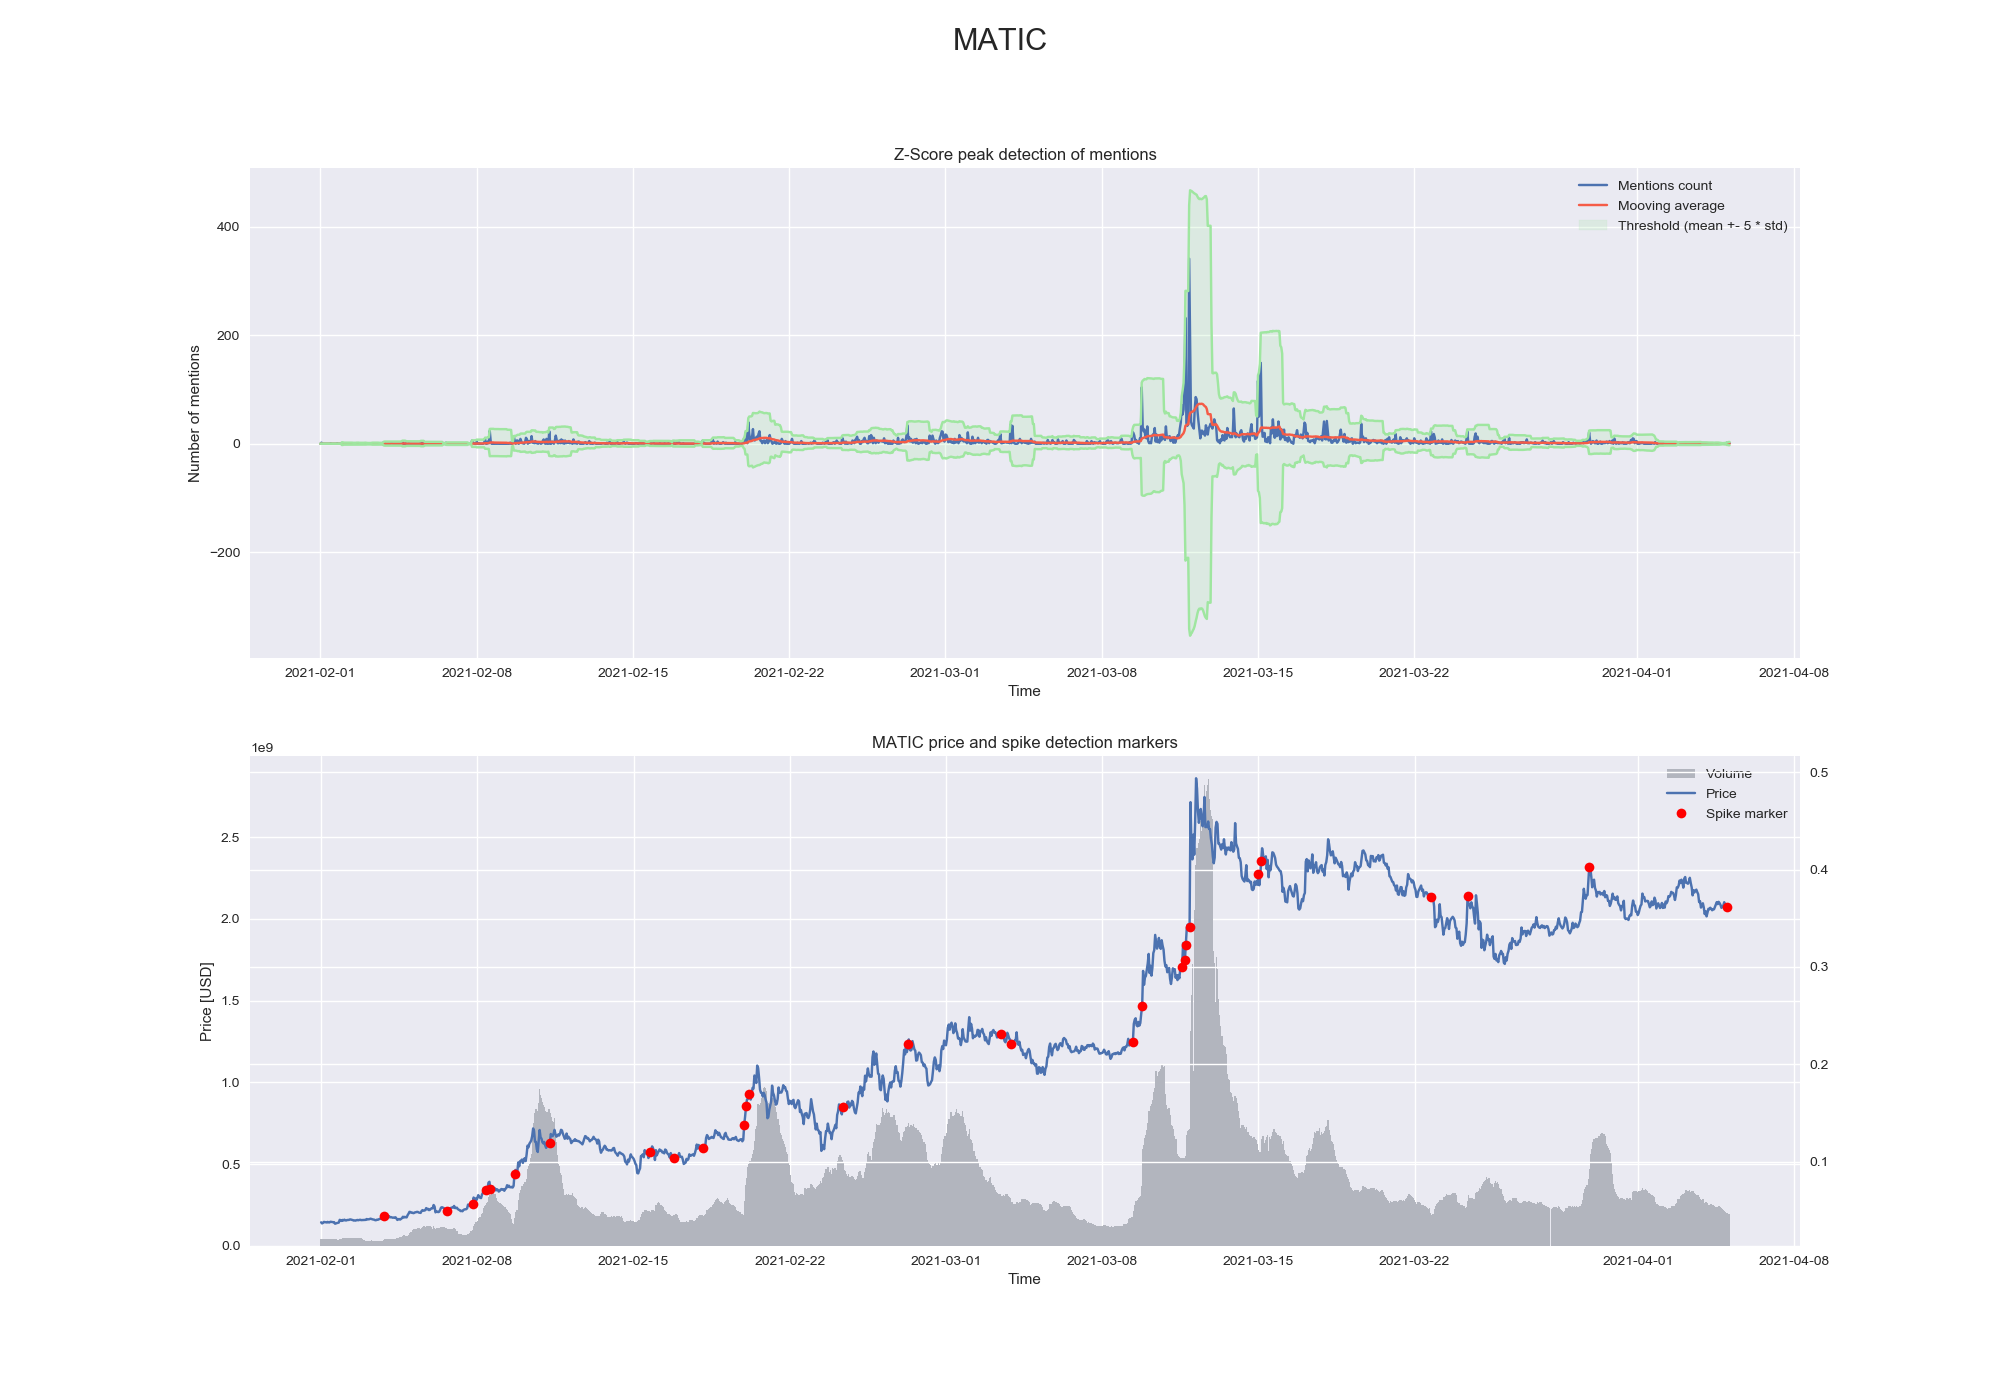 MATIC
Z-Score peak detection of mentions
Mentions count
Mooving average
Threshold (mean +- 5 * std)
400
200
0
−200
Number of mentions
2021-02-01 2021-02-08 2021-02-15 2021-02-22 2021-03-01 2021-03-08 2021-03-15 2021-03-22 2021-04-01 2021-04-08
Time
MATIC price and spike detection markers
1e9
Volume
Price
Spike marker
2.5
2.0
1.5
1.0
0.5
0.0
Price [USD]
0.5
0.4
0.3
0.2
0.1
2021-02-01 2021-02-08 2021-02-15 2021-02-22 2021-03-01 2021-03-08 2021-03-15 2021-03-22 2021-04-01 2021-04-08
Time